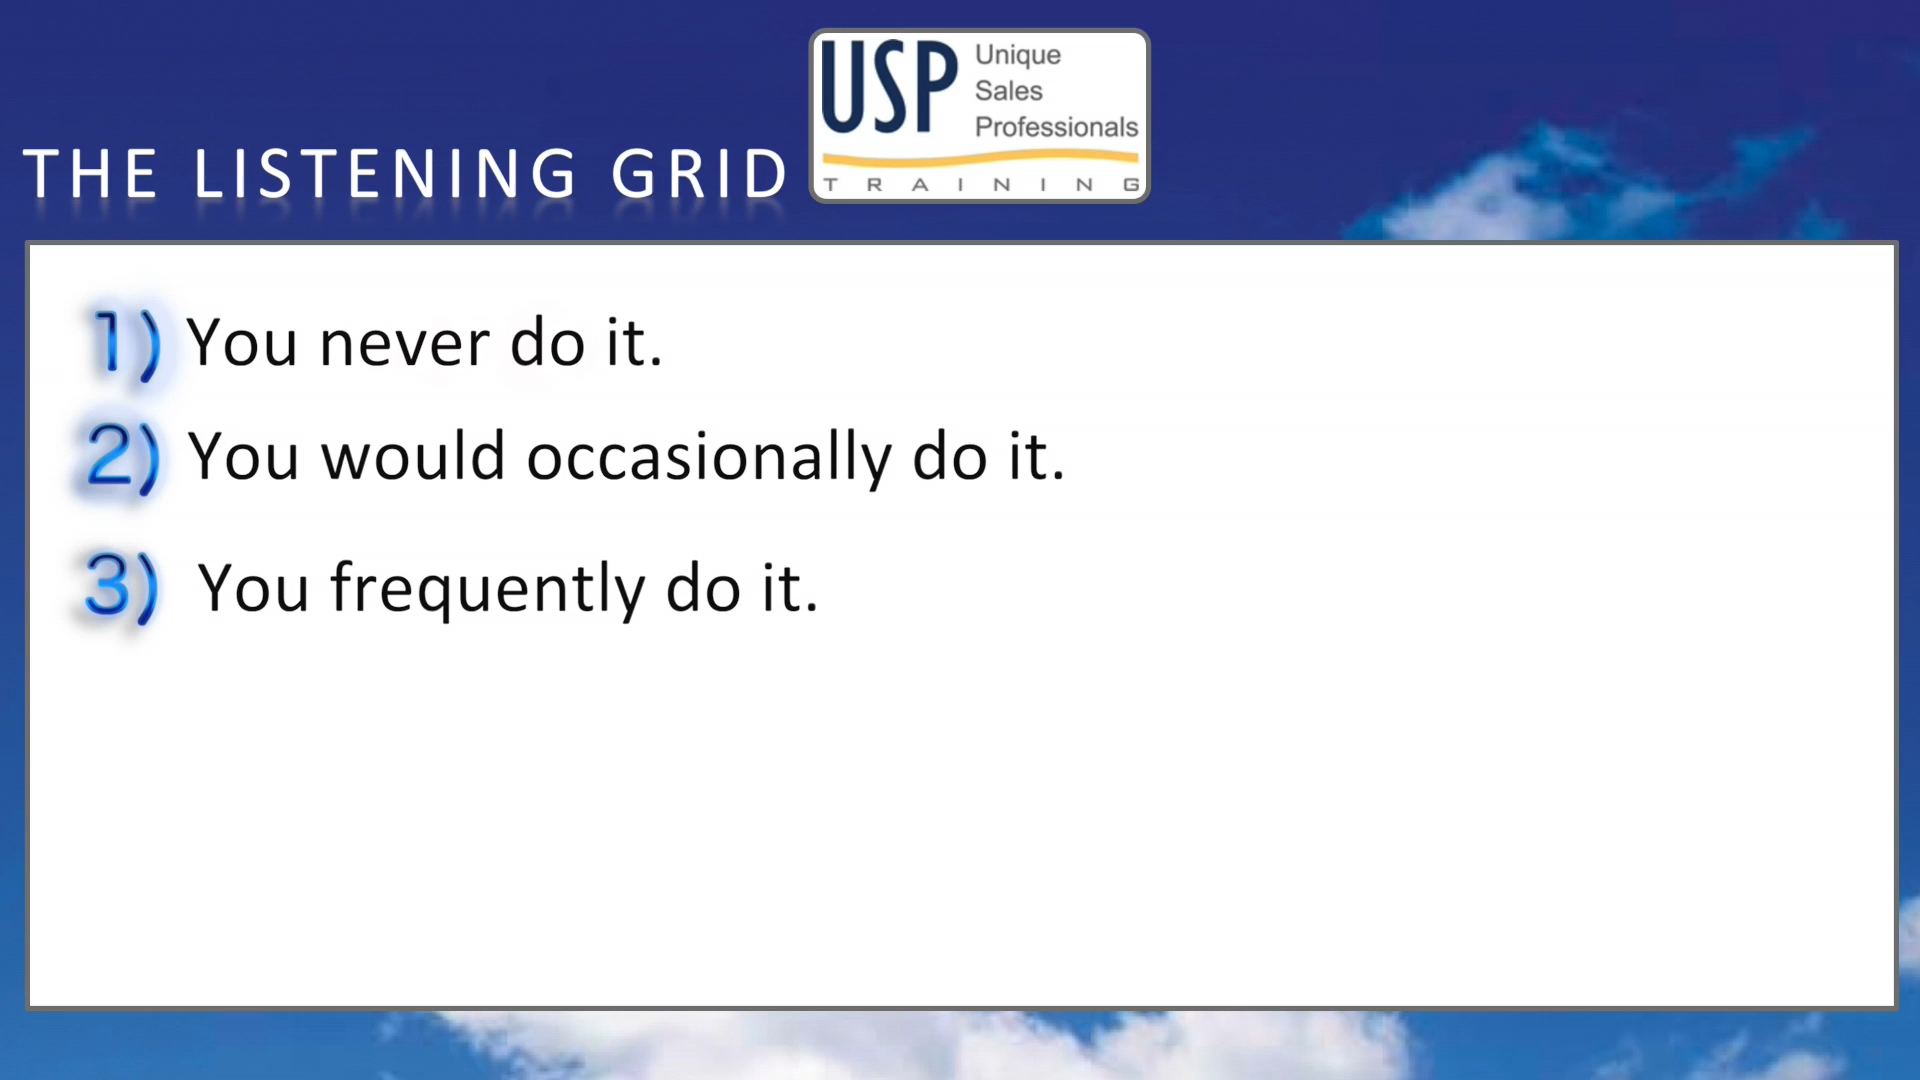 THE LISTENING GRID
USP
Unique
Sales
Professionals
TRAINING
1) You never do it.
2) You would occasionally do it.
3) You frequently do it.